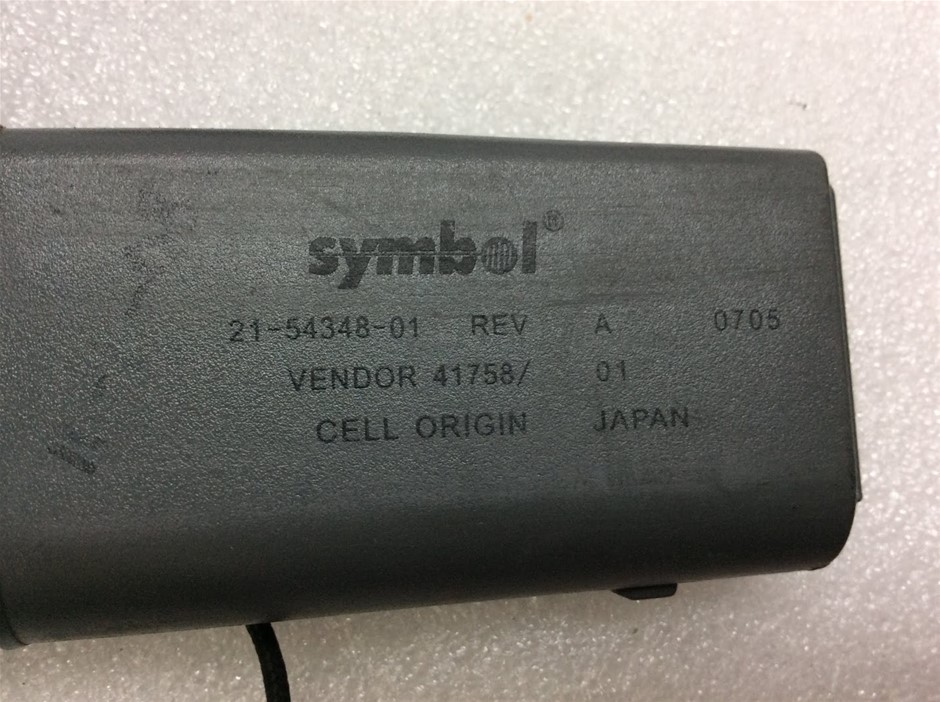 symbol®
21-54348-01 REV A 0705
VENDOR 41758/ 01
CELL ORIGIN JAPAN